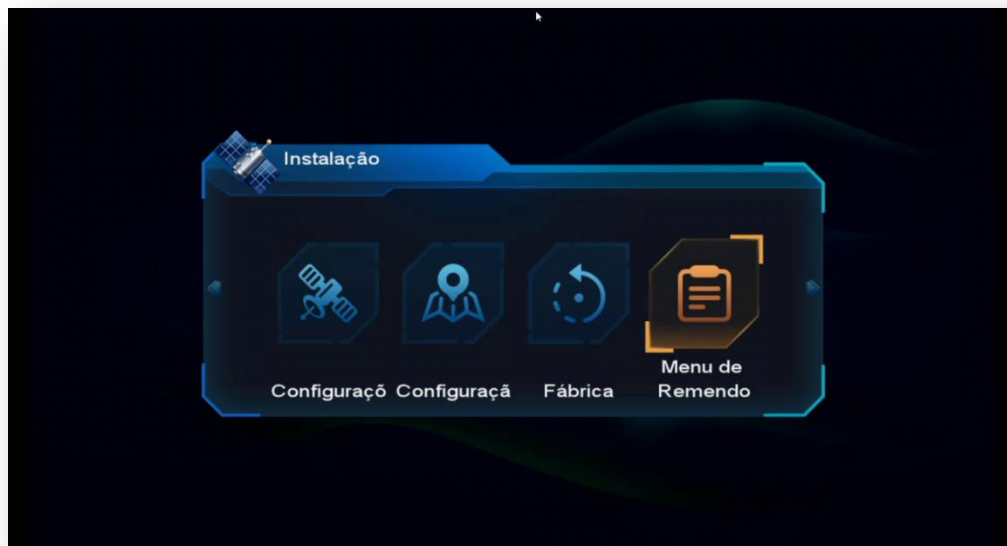 Instalação
Configuraçõ
Configuraçã
Fábrica
Menu de
Remendo